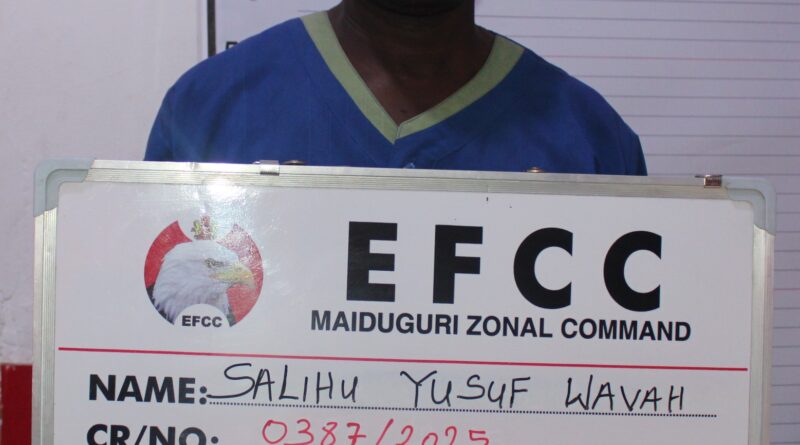 EFCC
EFCC
MAIDUGURI ZONAL COMMAND
NAME: SALIHU YUSUF WAVAH
CR/NO: 0387/2025